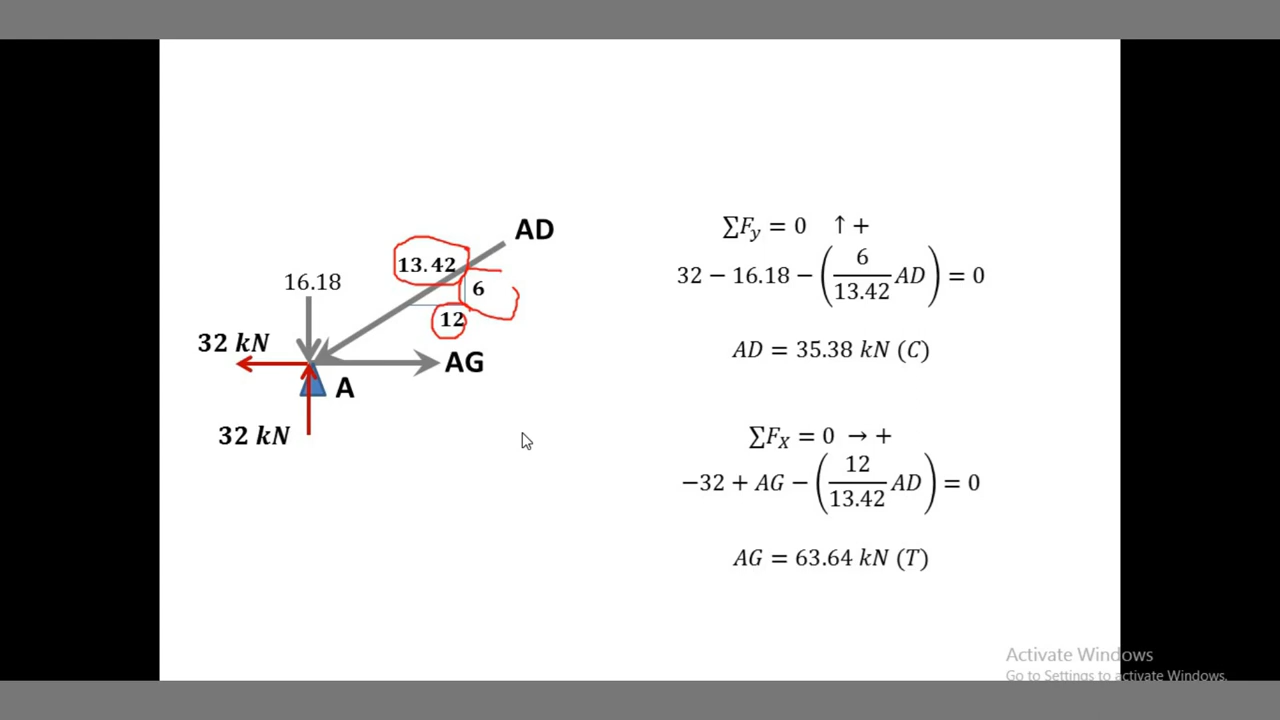 AD
13.42
6
16.18
12
32 kN
AG
A
32 kN
∑F_y = 0 ↑ +
32 − 16.18 − (6/13.42 AD) = 0
AD = 35.38 kN (C)
∑F_X = 0 → +
−32 + AG − (12/13.42 AD) = 0
AG = 63.64 kN (T)
Activate Windows
Go to Settings to activate Windows.